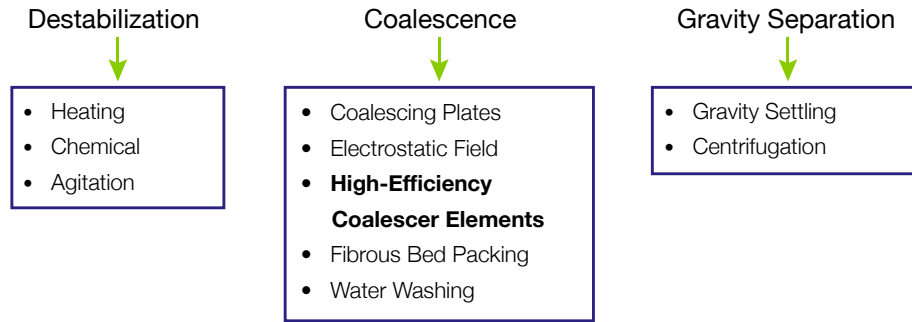 Destabilization
• Heating
• Chemical
• Agitation
Coalescence
• Coalescing Plates
• Electrostatic Field
• High-Efficiency
Coalescer Elements
• Fibrous Bed Packing
• Water Washing
Gravity Separation
• Gravity Settling
• Centrifugation